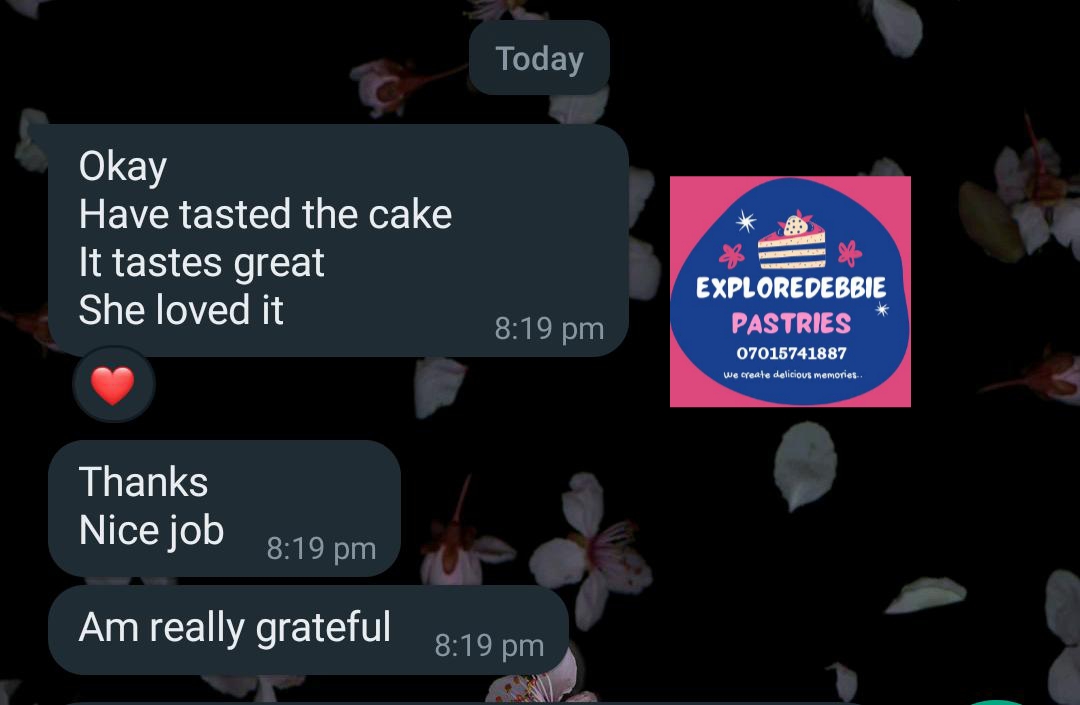 Today
Okay
Have tasted the cake
It tastes great
She loved it
8:19 pm
EXPLOREDEBBIE
PASTRIES
07015741887
We create delicious memories..
Thanks
Nice job
8:19 pm
Am really grateful
8:19 pm